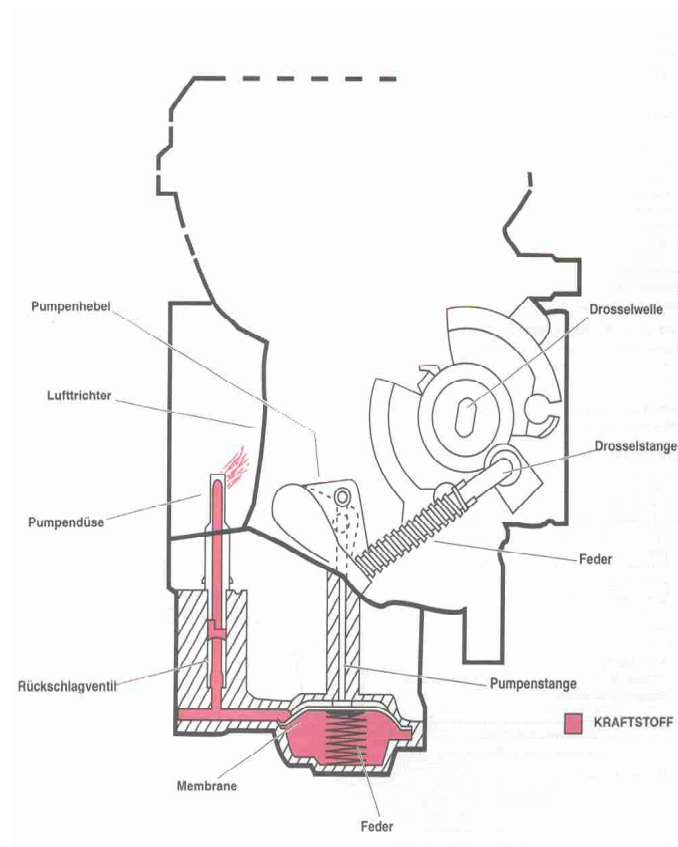 Drosselwelle
Pumpenhebel
Lufttrichter
Drosselstange
Pumpendüse
Feder
Rückschlagventil
Pumpenstange
KRAFTSTOFF
Membrane
Feder